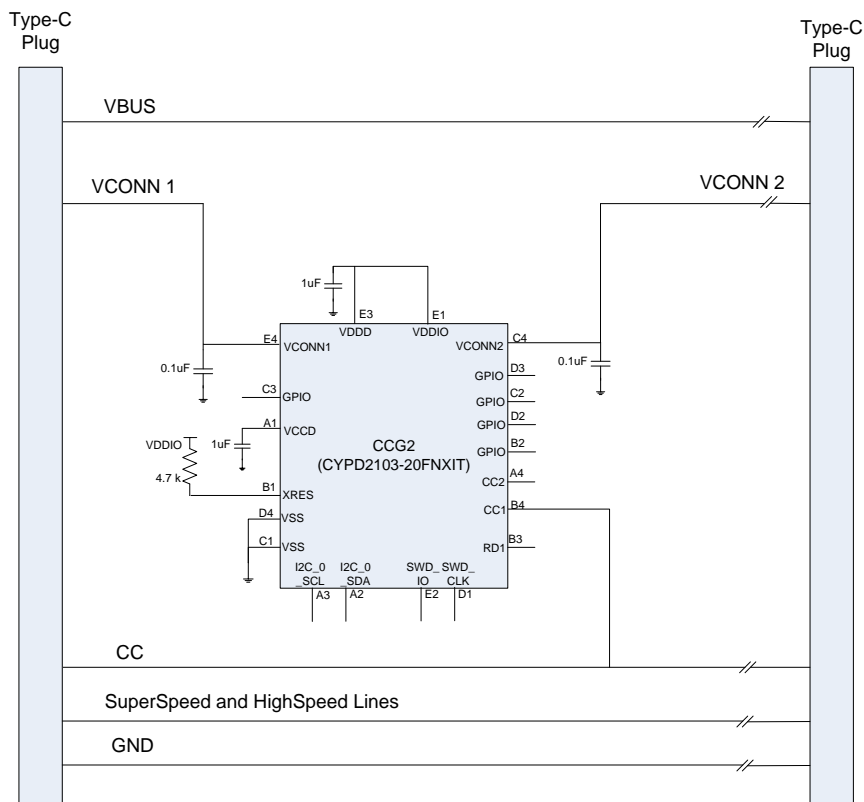 Type-C
Plug
Type-C
Plug
VBUS
VCONN 1
VCONN 2
1uF
E3
E1
VDDD
VDDIO
E4
VCONN1
VCONN2
C4
0.1uF
0.1uF
D3
GPIO
C3
GPIO
C2
GPIO
D2
GPIO
A1
VCCD
1uF
VDDIO
4.7 k
CCG2
(CYPD2103-20FNXIT)
B2
GPIO
A4
CC2
B1
XRES
B4
CC1
D4
VSS
C1
VSS
B3
RD1
I2C_0
_SCL
I2C_0
_SDA
SWD_
IO
SWD_
CLK
A3
A2
E2
D1
CC
SuperSpeed and HighSpeed Lines
GND